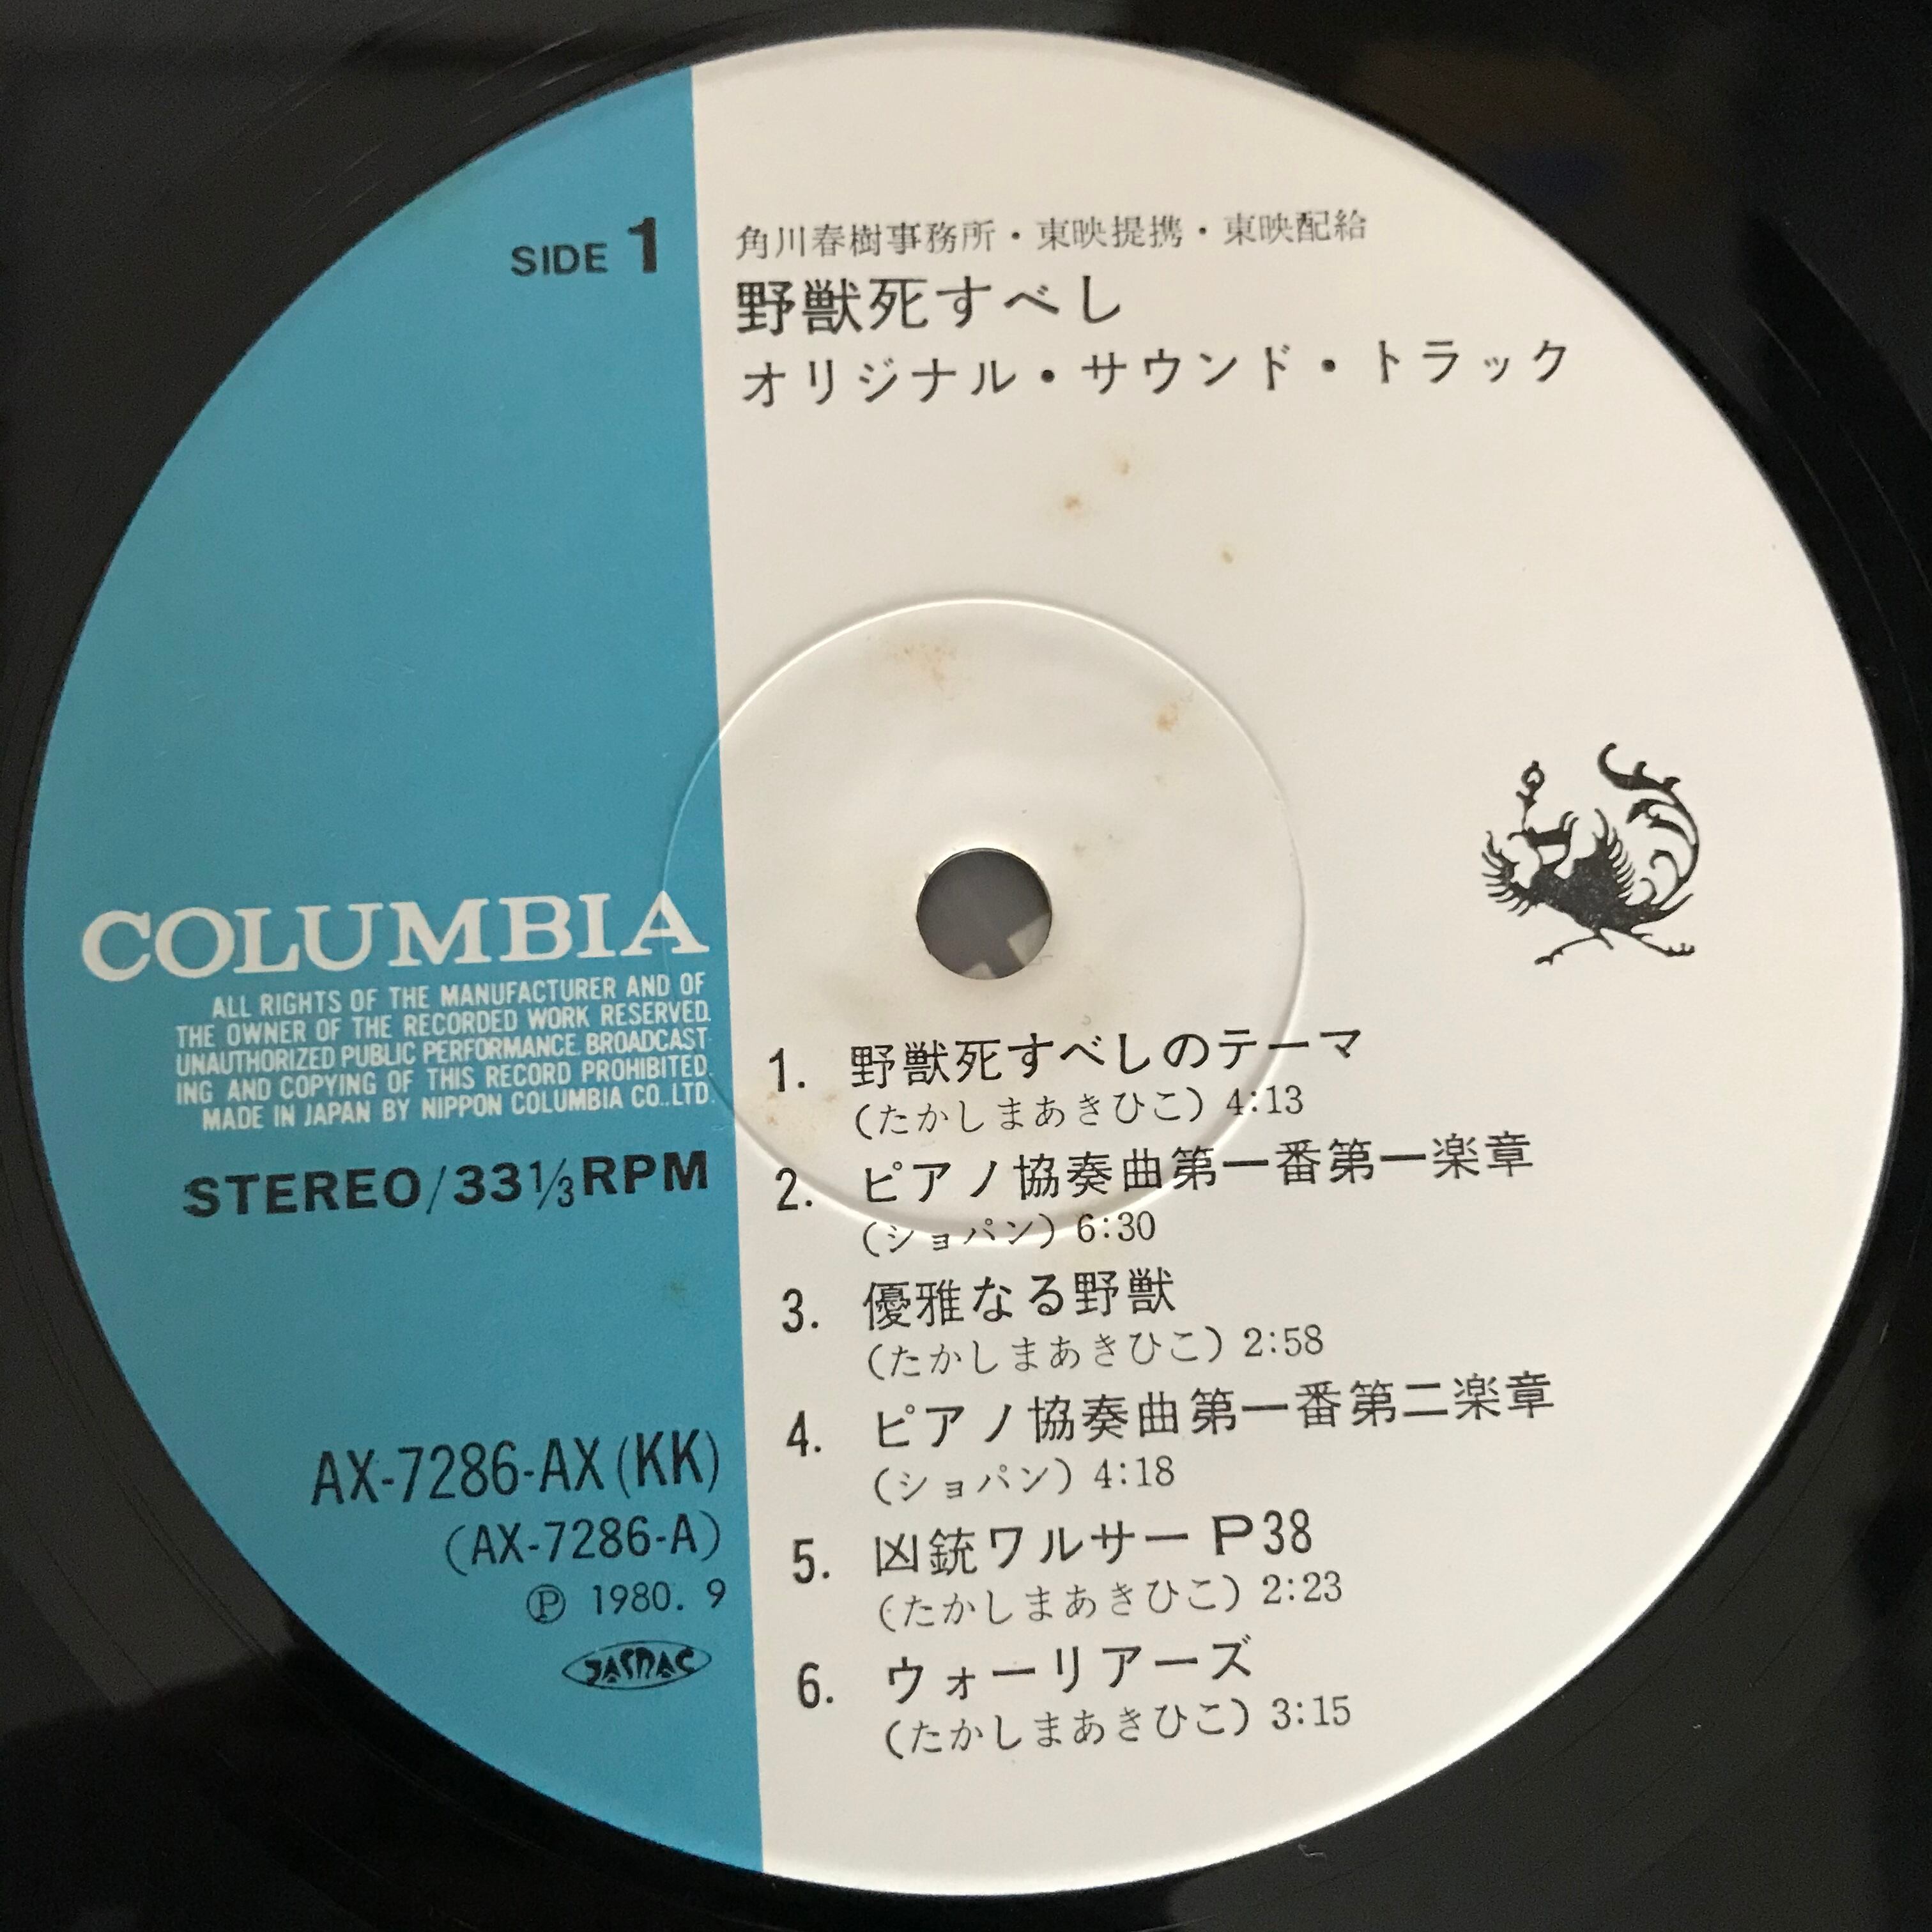 SIDE 1
角川春樹事務所・東映提携・東映配給
野獣死すべし
オリジナル・サウンド・トラック
COLUMBIA
ALL RIGHTS OF THE MANUFACTURER AND OF
THE OWNER OF THE RECORDED WORK RESERVED.
UNAUTHORIZED PUBLIC PERFORMANCE. BROADCAST
ING AND COPYING OF THIS RECORD PROHIBITED.
MADE IN JAPAN BY NIPPON COLUMBIA CO.,LTD.
STEREO/33 1/3 RPM
AX-7286-AX(KK)
(AX-7286-A)
Ⓟ 1980. 9
JASRAC
1. 野獣死すべしのテーマ
(たかしまあきひこ) 4:13
2. ピアノ協奏曲第一番第一楽章
(ショパン) 6:30
3. 優雅なる野獣
(たかしまあきひこ) 2:58
4. ピアノ協奏曲第一番第二楽章
(ショパン) 4:18
5. 凶銃ワルサーP38
(たかしまあきひこ) 2:23
6. ウォーリアーズ
(たかしまあきひこ) 3:15